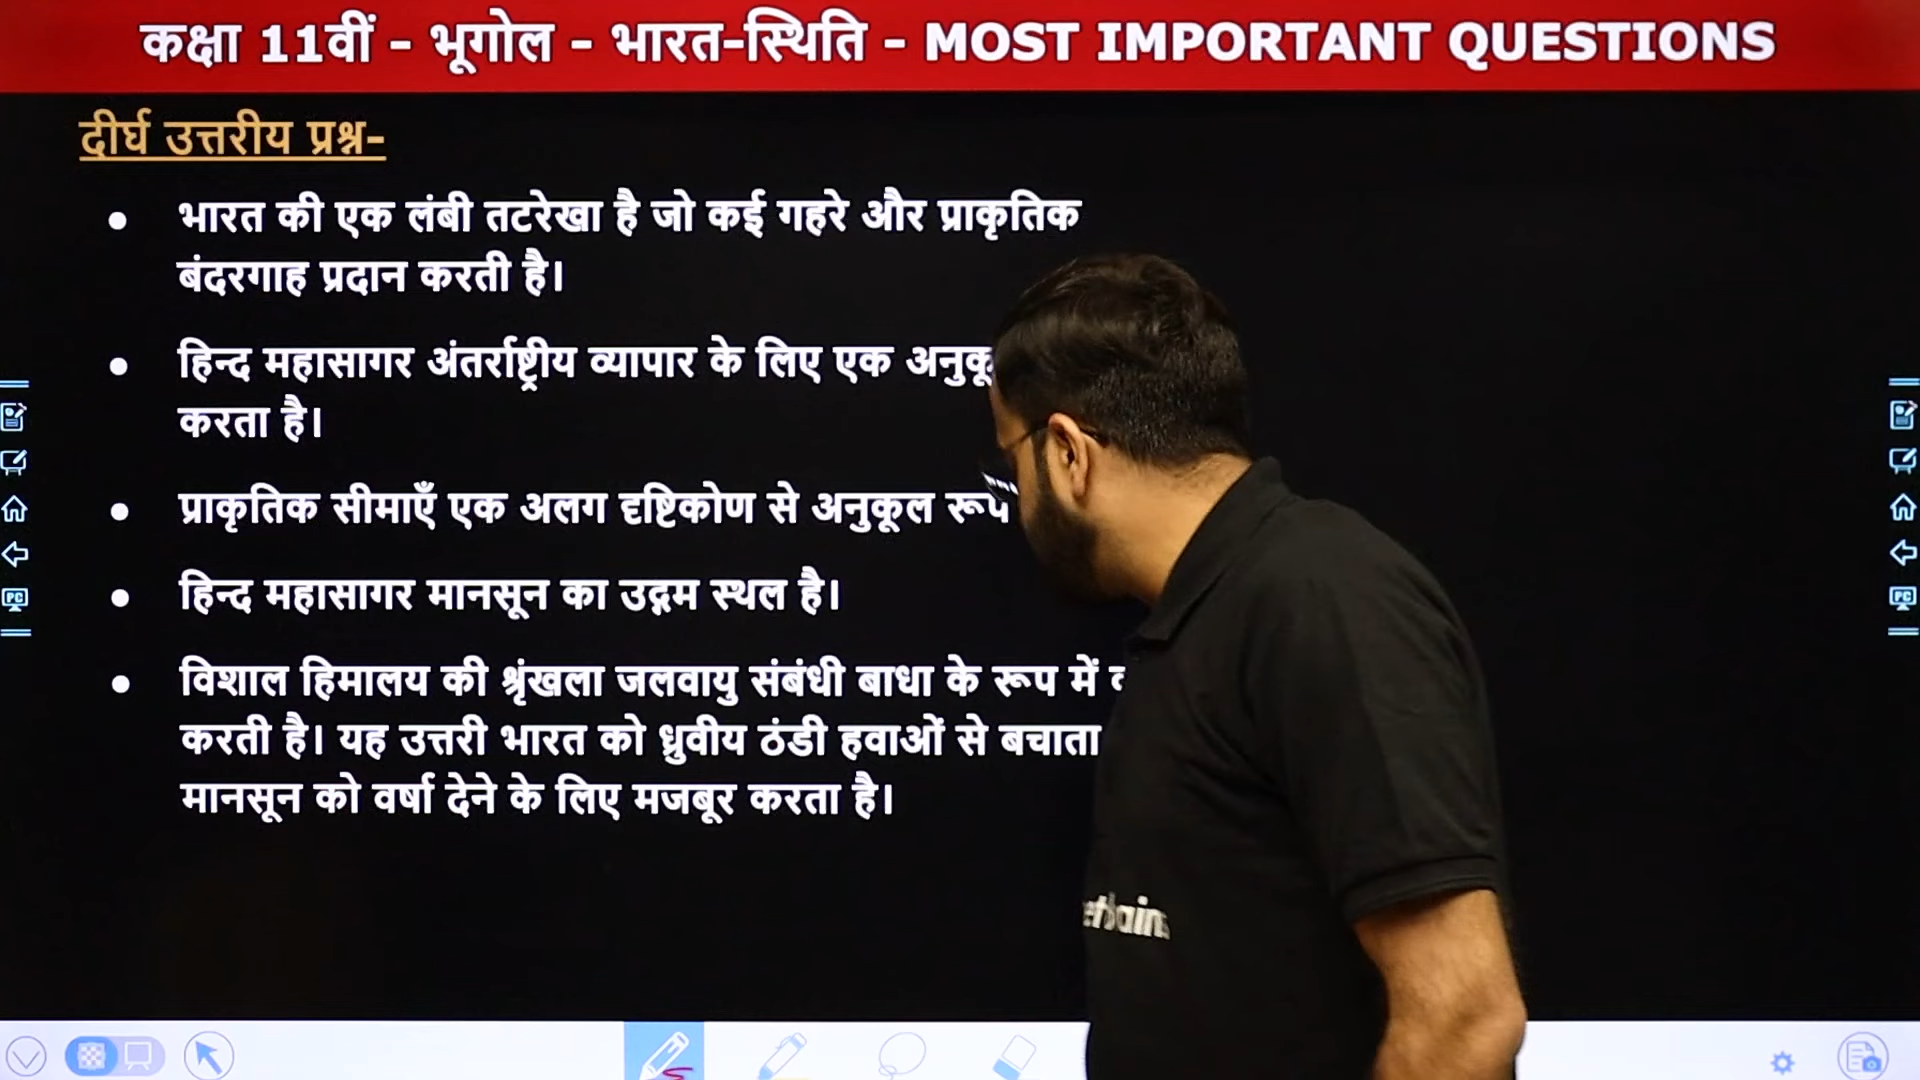 कक्षा 11वीं - भूगोल - भारत-स्थिति - MOST IMPORTANT QUESTIONS
दीर्घ उत्तरीय प्रश्न-
• भारत की एक लंबी तटरेखा है जो कई गहरे और प्राकृतिक
बंदरगाह प्रदान करती है।
• हिन्द महासागर अंतर्राष्ट्रीय व्यापार के लिए एक
करता है।
• प्राकृतिक सीमाएँ एक अलग दृष्टिकोण से अनुकूल रूप
• हिन्द महासागर मानसून का उद्गम स्थल है।
• विशाल हिमालय की श्रृंखला जलवायु संबंधी बाधा के रूप में
करती है। यह उत्तरी भारत को ध्रुवीय ठंडी हवाओं से बचाता
मानसून को वर्षा देने के लिए मजबूर करता है।
PC
PC